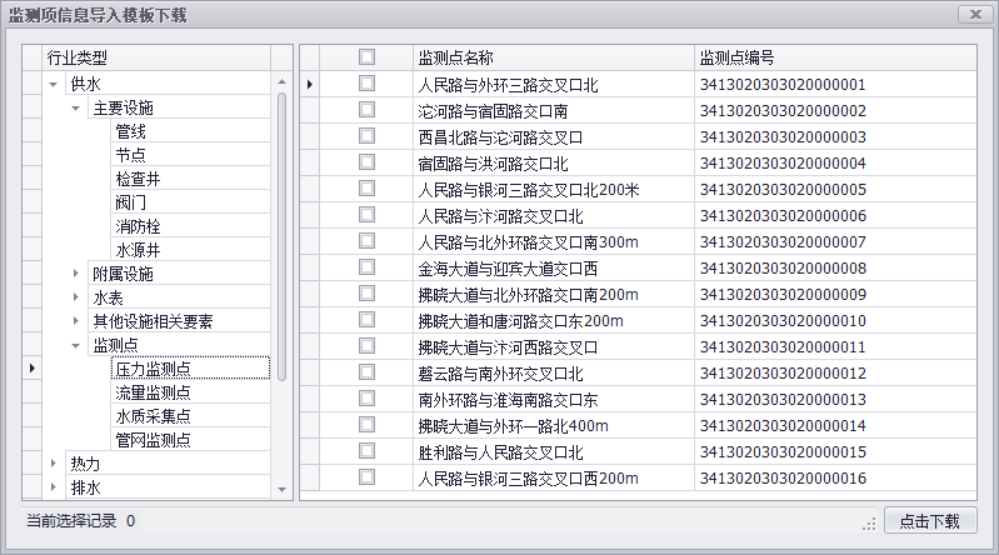 监测项信息导入模板下载
行业类型
供水
主要设施
管线
节点
检查井
阀门
消防栓
水源井
附属设施
水表
其他设施相关要素
监测点
压力监测点
流量监测点
水质采集点
管网监测点
热力
排水
监测点名称 监测点编号
人民路与外环三路交叉口北 3413020303020000001
沱河路与宿固路交口南 3413020303020000002
西昌北路与沱河路交叉口 3413020303020000003
宿固路与洪河路交口北 3413020303020000004
人民路与银河三路交叉口北200米 3413020303020000005
人民路与汴河路交叉口北 3413020303020000006
人民路与北外环路交叉口南300m 3413020303020000007
金海大道与迎宾大道交口西 3413020303020000008
拂晓大道与北外环路交口南200m 3413020303020000009
拂晓大道和唐河路交口东200m 3413020303020000010
拂晓大道与汴河西路交叉口 3413020303020000011
磬云路与南外环交叉口北 3413020303020000012
南外环路与淮海南路交口东 3413020303020000013
拂晓大道与外环一路北400m 3413020303020000014
胜利路与人民路交叉口北 3413020303020000015
人民路与银河三路交叉口西200m 3413020303020000016
当前选择记录 0
点击下载